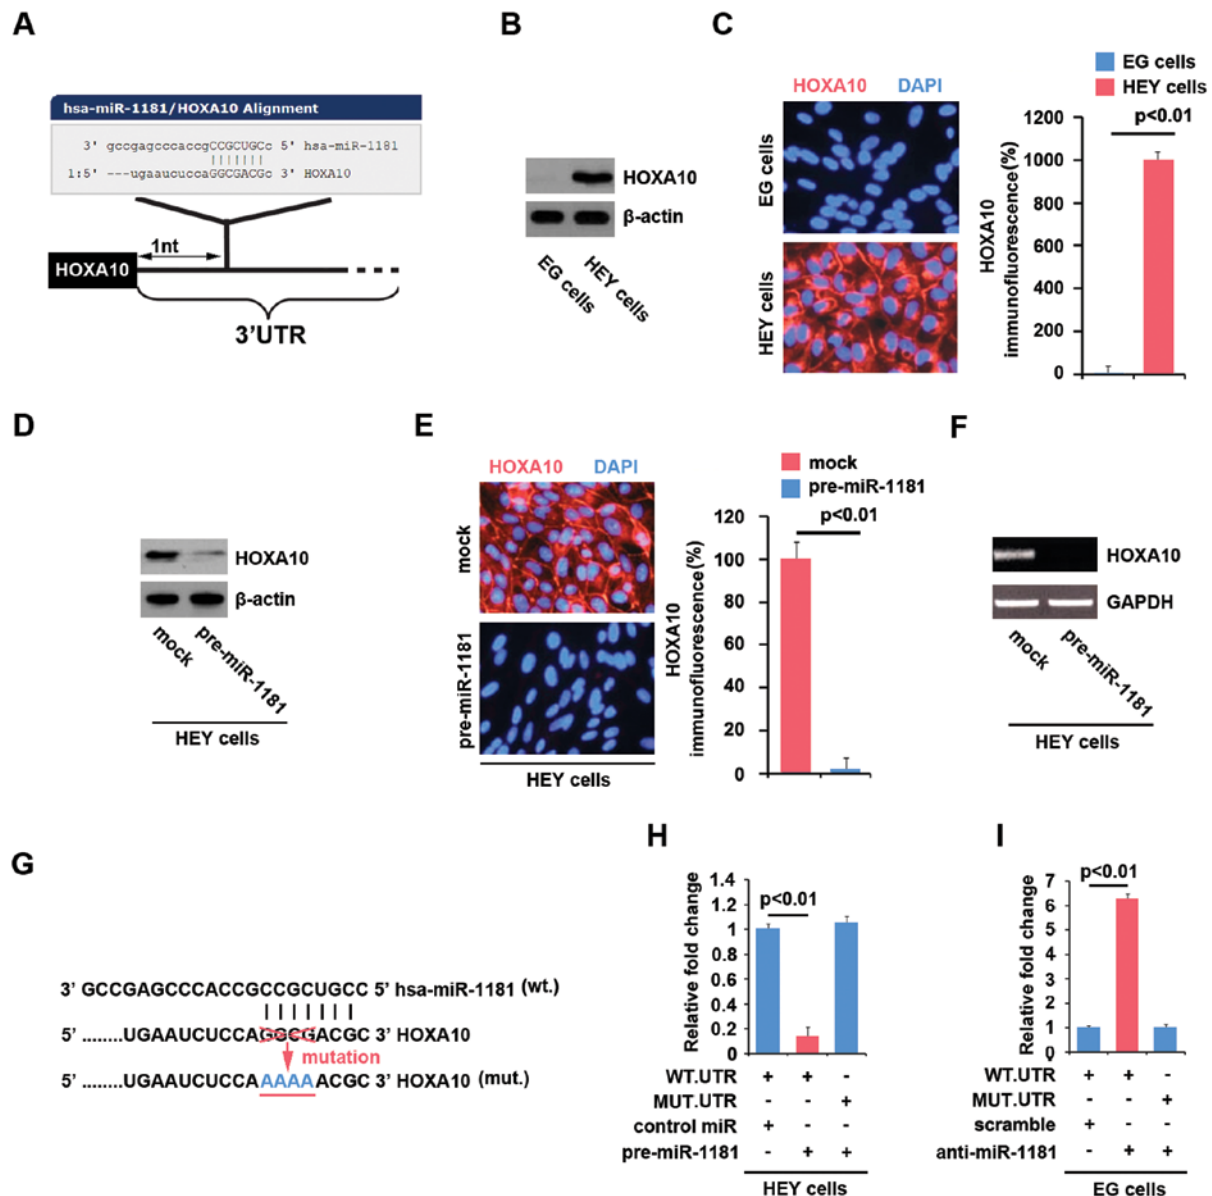 A
hsa-miR-1181/HOXA10 Alignment
3' gccgagcccaccgCCGCUGCc 5' hsa-miR-1181
|||||||
1:5' ---ugaaucuccaGGCGACGc 3' HOXA10
1nt
HOXA10
3'UTR
B
HOXA10
β-actin
EG cells
HEY cells
C
HOXA10 DAPI
EG cells
HEY cells
EG cells
HEY cells
p<0.01
HOXA10
immunofluorescence(%)
1200
1000
800
600
400
200
0
D
HOXA10
β-actin
mock
pre-miR-1181
HEY cells
E
HOXA10 DAPI
mock
pre-miR-1181
HEY cells
mock
pre-miR-1181
p<0.01
HOXA10
immunofluorescence(%)
120
100
80
60
40
20
0
F
HOXA10
GAPDH
mock
pre-miR-1181
HEY cells
G
3' GCCGAGCCCACCGCCGCUGCC 5' hsa-miR-1181 (wt.)
5' ........UGAAUCUCCAGGCGACGC 3' HOXA10
mutation
5' ........UGAAUCUCCAAAAAACGC 3' HOXA10 (mut.)
H
Relative fold change
1.4
1.2
1
0.8
0.6
0.4
0.2
0
p<0.01
WT.UTR + + -
MUT.UTR - - +
control miR + - -
pre-miR-1181 - + +
HEY cells
I
Relative fold change
7
6
5
4
3
2
1
0
p<0.01
WT.UTR + + -
MUT.UTR - - +
scramble + - -
anti-miR-1181 - + +
EG cells